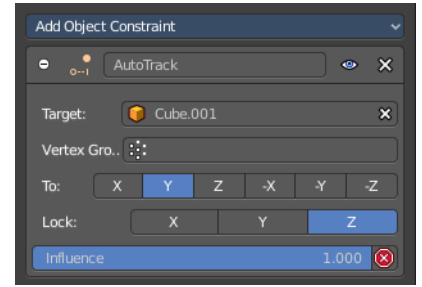 Add Object Constraint
AutoTrack
Target: Cube.001
Vertex Gro..
To: X Y Z -X -Y -Z
Lock: X Y Z
Influence 1.000